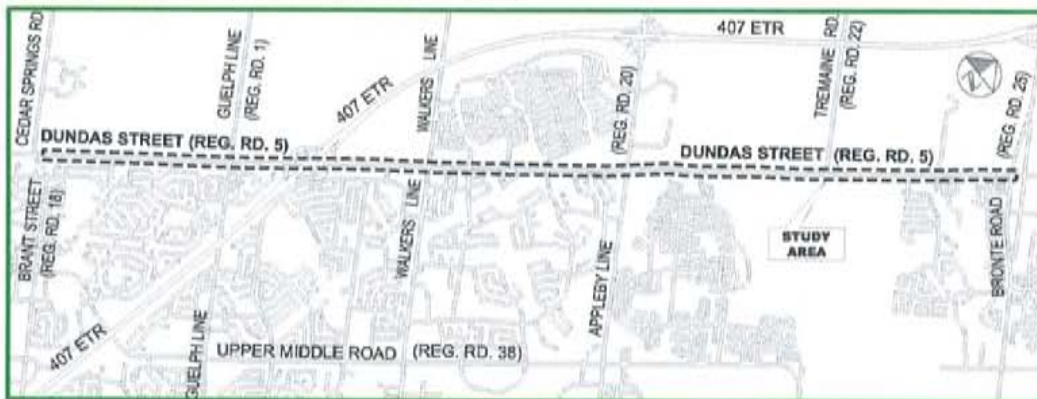 407 ETR
CEDAR SPRINGS RD
GUELPH LINE
(REG. RD. 1)
407 ETR
WALKERS LINE
(REG. RD. 20)
TREMAINE RD.
(REG. RD. 22)
N
(REG. RD. 25)
DUNDAS STREET (REG. RD. 5)
DUNDAS STREET (REG. RD. 5)
BRANT STREET
(REG. RD. 18)
WALKERS LINE
APPLEBY LINE
STUDY
AREA
BRONTE ROAD
407 ETR
GUELPH LINE
UPPER MIDDLE ROAD (REG. RD. 38)